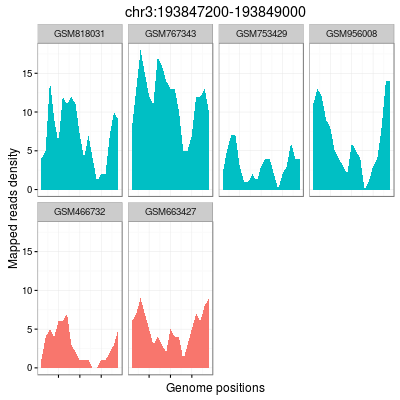 chr3:193847200-193849000
GSM818031 GSM767343 GSM753429 GSM956008
15
10
5
0
GSM466732 GSM663427
15
10
5
0
Mapped reads density
Genome positions